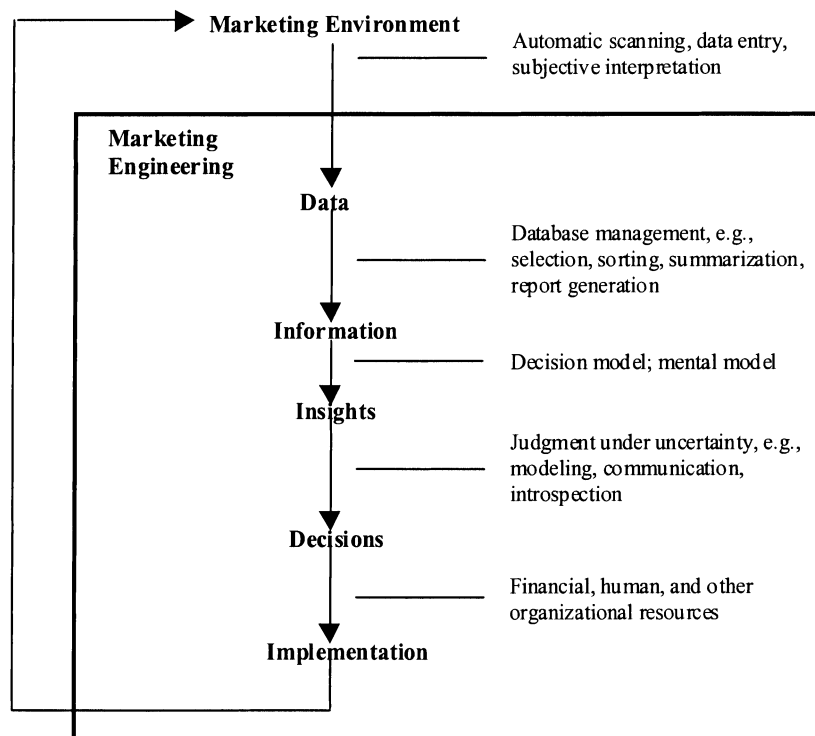 Marketing Environment
Automatic scanning, data entry,
subjective interpretation
Marketing
Engineering
Data
Database management, e.g.,
selection, sorting, summarization,
report generation
Information
Decision model; mental model
Insights
Judgment under uncertainty, e.g.,
modeling, communication,
introspection
Decisions
Financial, human, and other
organizational resources
Implementation